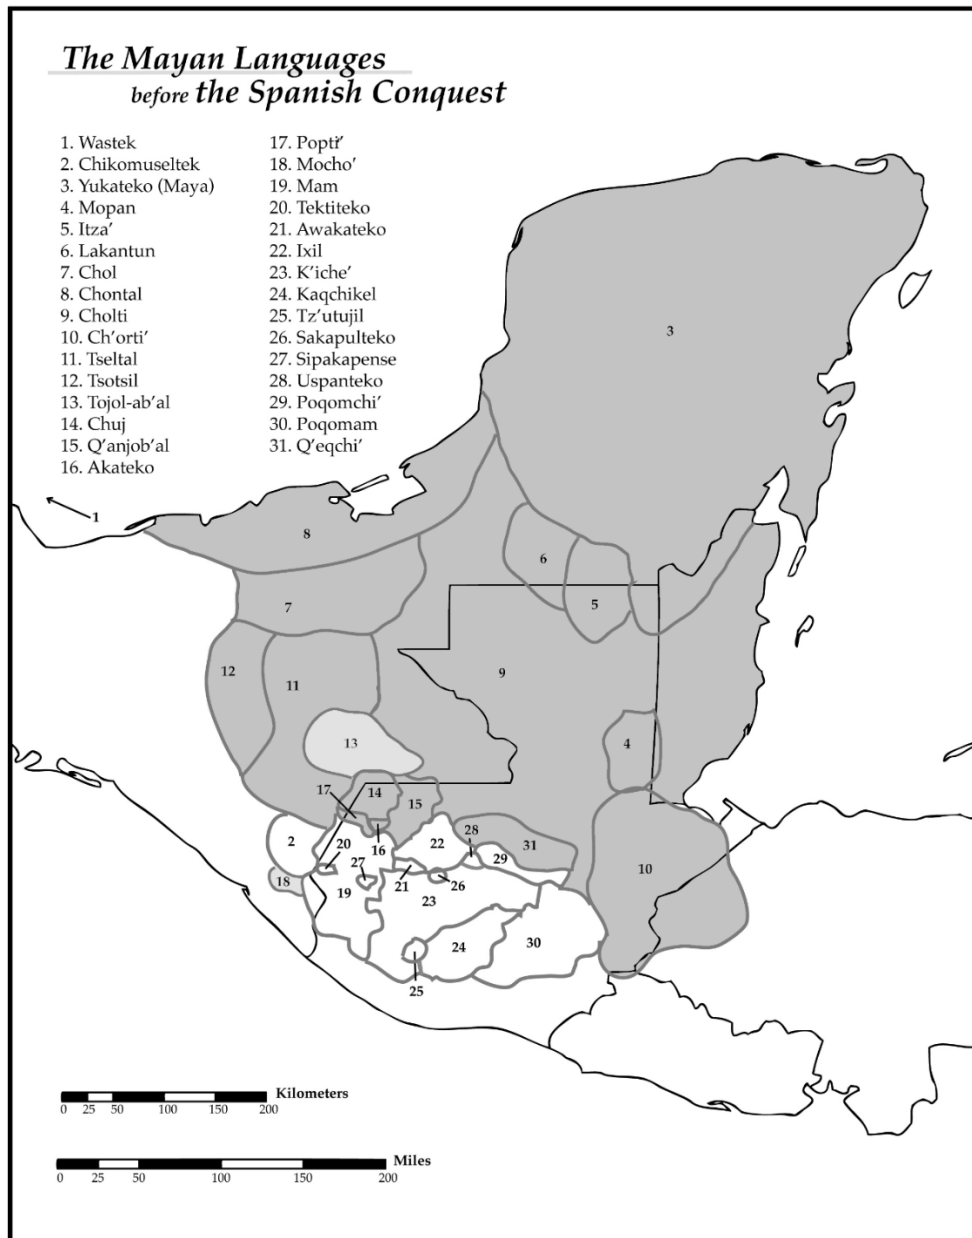 The Mayan Languages
before the Spanish Conquest
1. Wastek
2. Chikomuseltek
3. Yukateko (Maya)
4. Mopan
5. Itza'
6. Lakantun
7. Chol
8. Chontal
9. Cholti
10. Ch'orti'
11. Tseltal
12. Tsotsil
13. Tojol-ab'al
14. Chuj
15. Q'anjob'al
16. Akateko
17. Popti'
18. Mocho'
19. Mam
20. Tektiteko
21. Awakateko
22. Ixil
23. K'iche'
24. Kaqchikel
25. Tz'utujil
26. Sakapulteko
27. Sipakapense
28. Uspanteko
29. Poqomchi'
30. Poqomam
31. Q'eqchi'
3
1
8
6
5
7
12
11
9
13
4
17
14
15
2
20
16
22
28
31
29
10
18
27
19
21
26
23
24
30
25
Kilometers
0 25 50 100 150 200
Miles
0 25 50 100 150 200